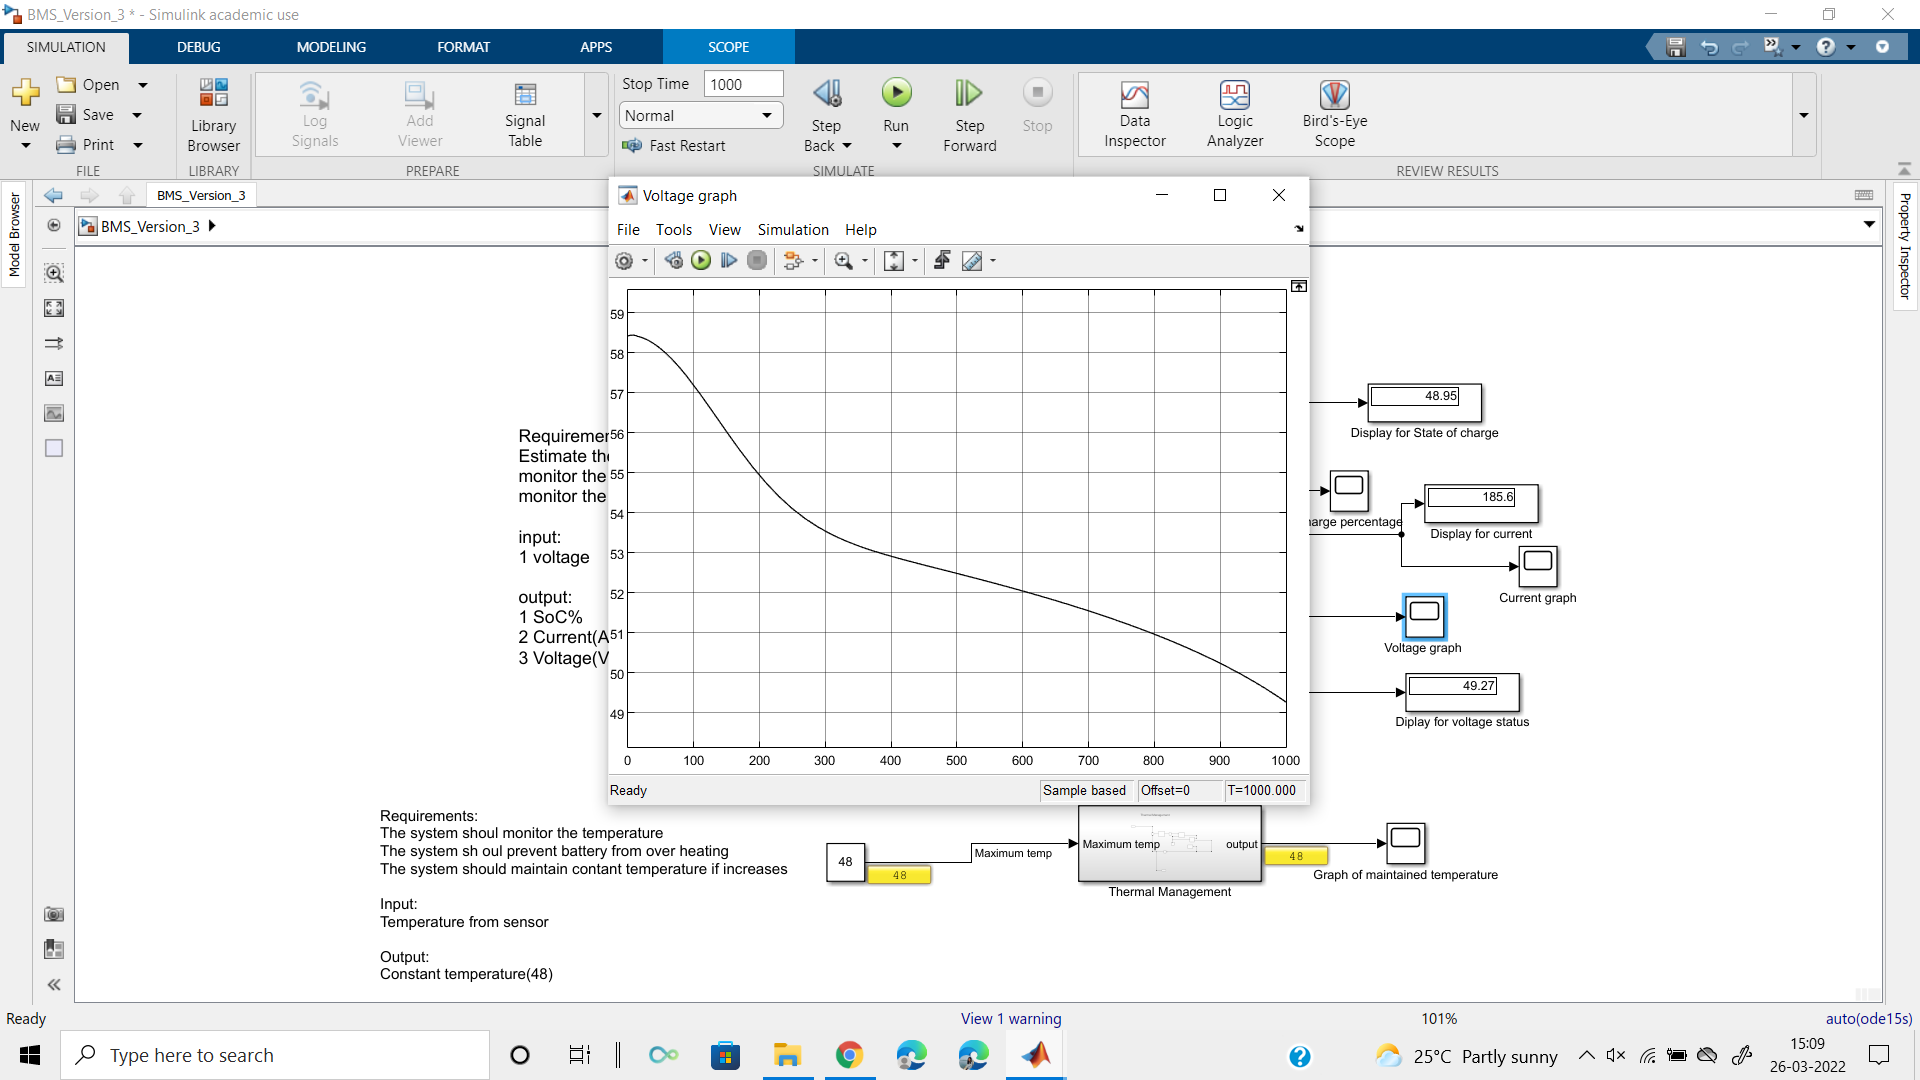 BMS_Version_3 * - Simulink academic use
SIMULATION
DEBUG
MODELING
FORMAT
APPS
SCOPE
New
Open
Save
Print
FILE
Library
Browser
LIBRARY
Log
Signals
Add
Viewer
Signal
Table
PREPARE
Stop Time
1000
Normal
Fast Restart
Step
Back
Run
Step
Forward
Stop
SIMULATE
Data
Inspector
Logic
Analyzer
Bird's-Eye
Scope
REVIEW RESULTS
Model Browser
BMS_Version_3
BMS_Version_3
Property Inspector
Voltage graph
File Tools View Simulation Help
59
58
57
56
55
54
53
52
51
50
49
0 100 200 300 400 500 600 700 800 900 1000
Ready
Sample based
Offset=0
T=1000.000
Requiremer
Estimate the
monitor the
monitor the
input:
1 voltage
output:
1 SoC%
2 Current(A
3 Voltage(V
48.95
Display for State of charge
harge percentage
185.6
Display for current
Current graph
Voltage graph
49.27
Diplay for voltage status
Requirements:
The system shoul monitor the temperature
The system sh oul prevent battery from over heating
The system should maintain contant temperature if increases
Input:
Temperature from sensor
Output:
Constant temperature(48)
48
48
Maximum temp
Maximum temp
output
Thermal Management
48
Graph of maintained temperature
Ready
View 1 warning
101%
auto(ode15s)
Type here to search
25°C Partly sunny
15:09
26-03-2022